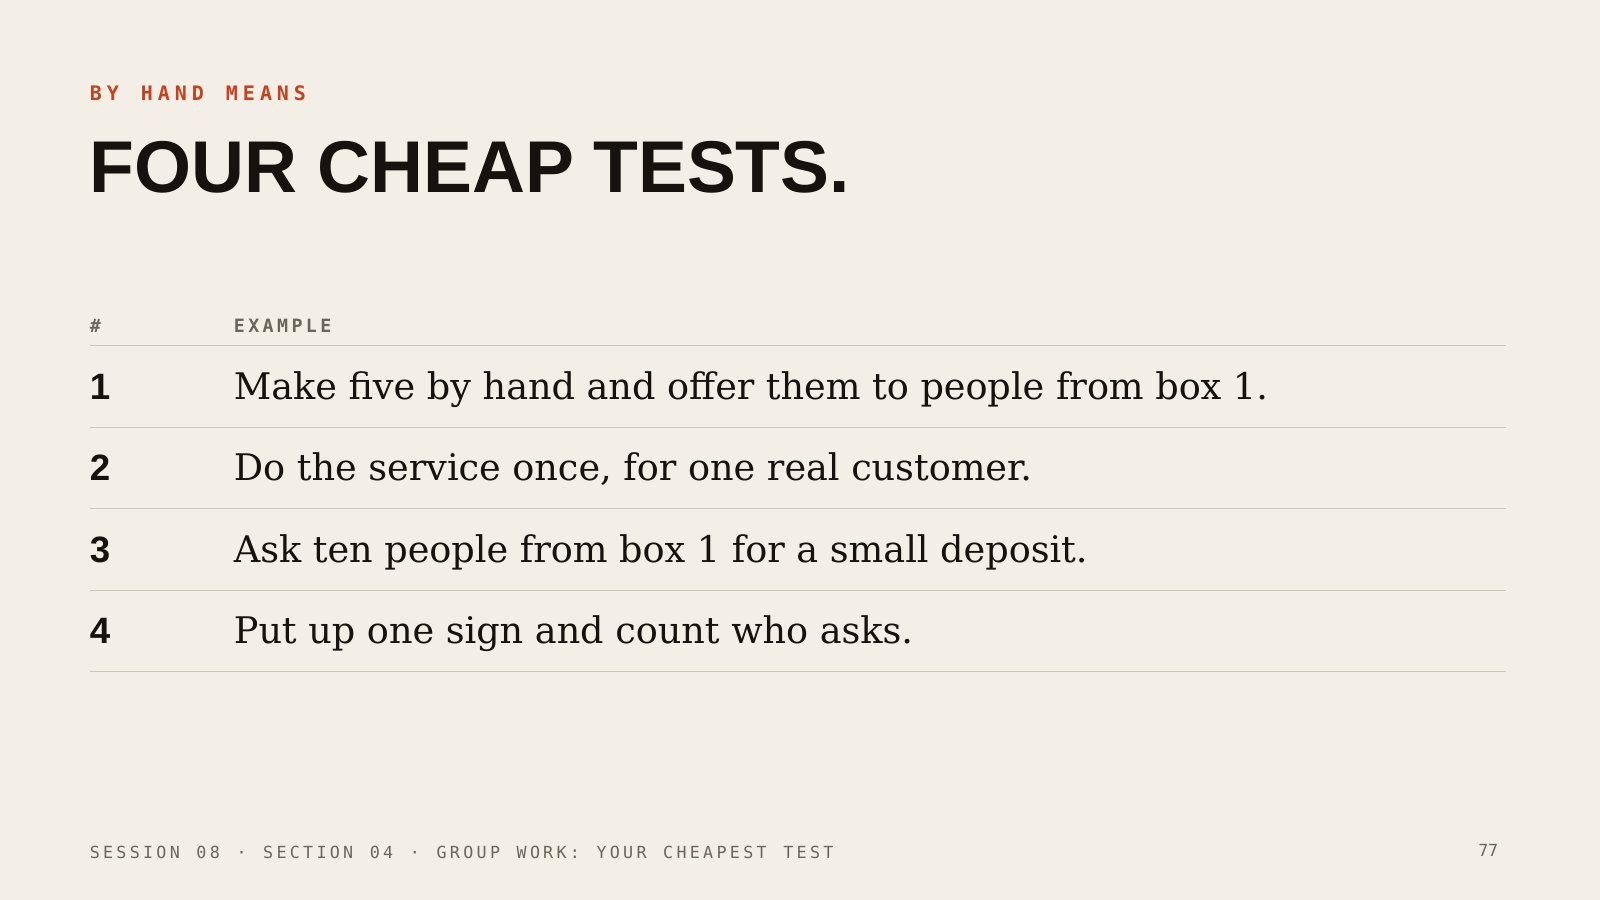 BY HAND MEANS
FOUR CHEAP TESTS.
# EXAMPLE
1 Make five by hand and offer them to people from box 1.
2 Do the service once, for one real customer.
3 Ask ten people from box 1 for a small deposit.
4 Put up one sign and count who asks.
SESSION 08 · SECTION 04 · GROUP WORK: YOUR CHEAPEST TEST 77